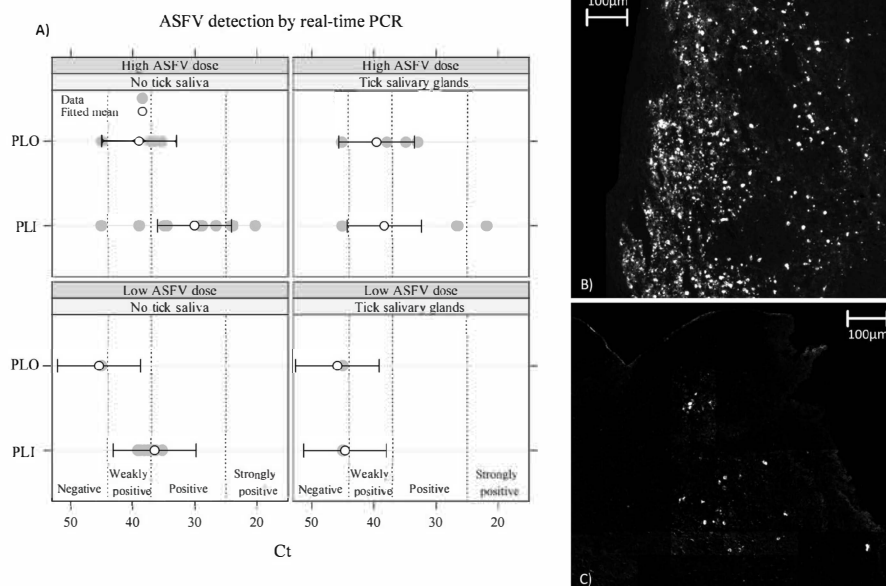 A)
ASFV detection by real-time PCR
High ASFV dose
No tick saliva
High ASFV dose
Tick salivary glands
Data
Fitted mean
PLO
PLI
Low ASFV dose
No tick saliva
Low ASFV dose
Tick salivary glands
PLO
PLI
Negative
Weakly
positive
Positive
Strongly
positive
Negative
Weakly
positive
Positive
Strongly
positive
50 40 30 20
50 40 30 20
Ct
100µm
B)
100µm
C)